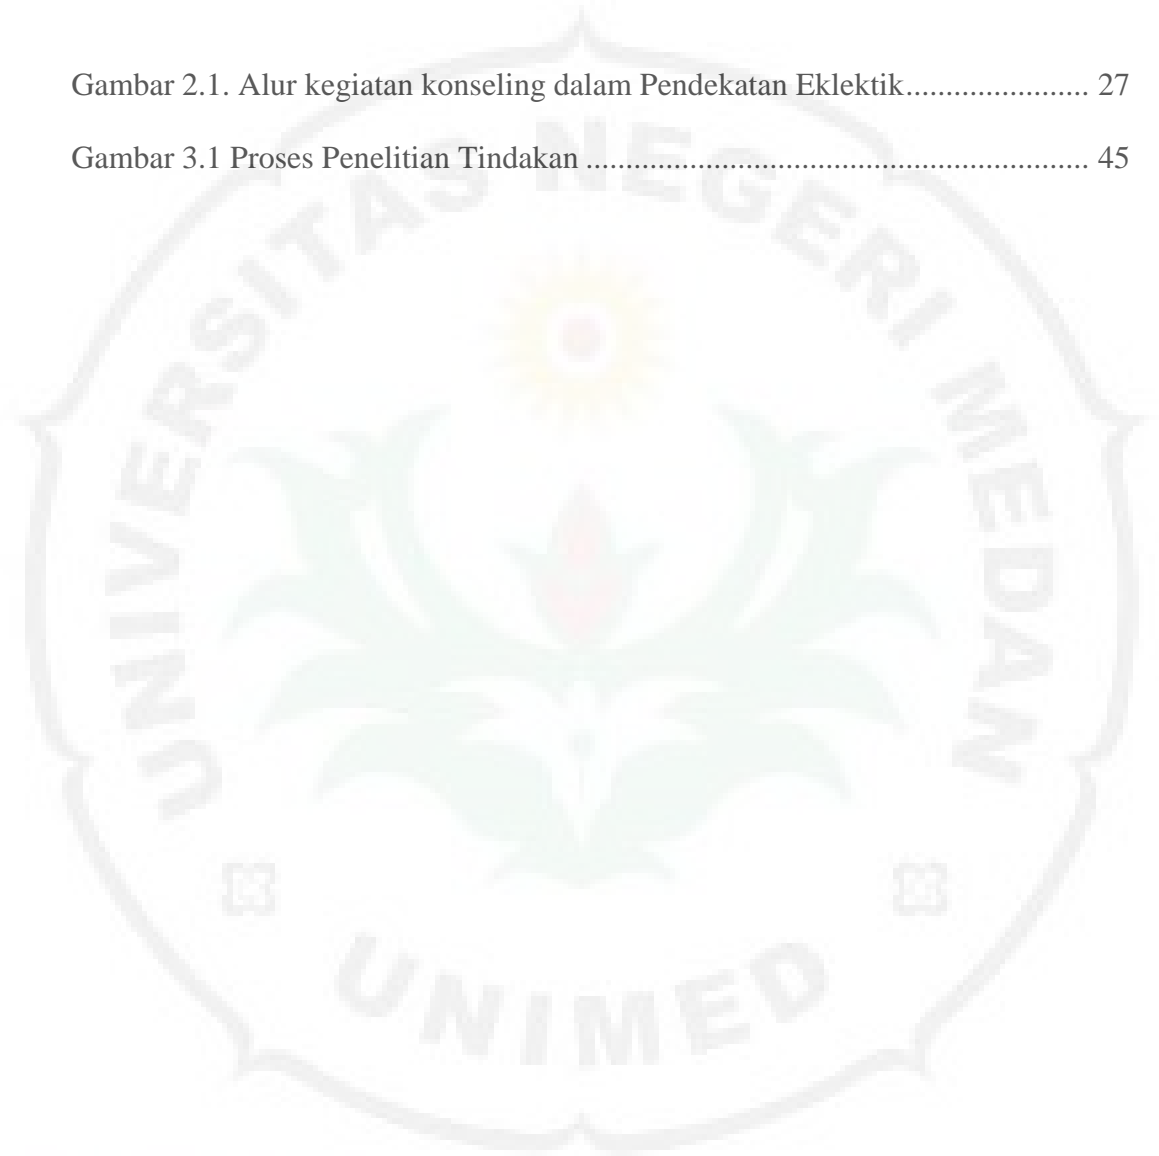 Gambar 2.1. Alur kegiatan konseling dalam Pendekatan Eklektik....................... 27
Gambar 3.1 Proses Penelitian Tindakan ............................................................... 45
UNIVERSITAS NEGERI MEDAN
UNIMED